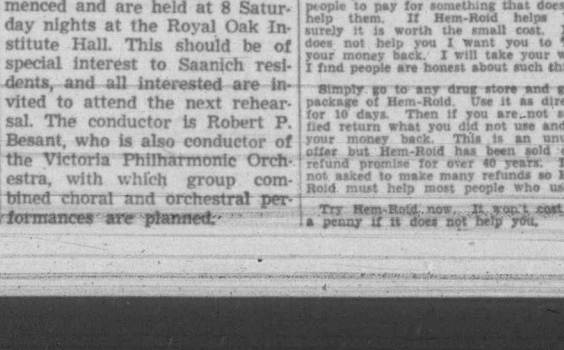 menced and are held at 8 Satur-
day nights at the Royal Oak In-
stitute Hall. This should be of
special interest to Saanich resi-
dents, and all interested are in-
vited to attend the next rehear-
sal. The conductor is Robert P.
Besant, who is also conductor of
the Victoria Philharmonic Orch-
estra, with which group com-
bined choral and orchestral per-
formances are planned.
people to pay for something that does
help them. If Hem-Roid helps
surely it is worth the small cost.
does not help you I want you to
your money back. I will take your
I find people are honest about such
Simply go to any drug store and
package of Hem-Roid. Use it as
for 10 days. Then if you are not
fied return what you did not use and
your money back. This is an
offer but Hem-Roid has been sold
refund promise for over 40 years.
not asked to make many refunds so
Roid must help most people who
Try Hem-Roid now. It won't cost
a penny if it does not help you.